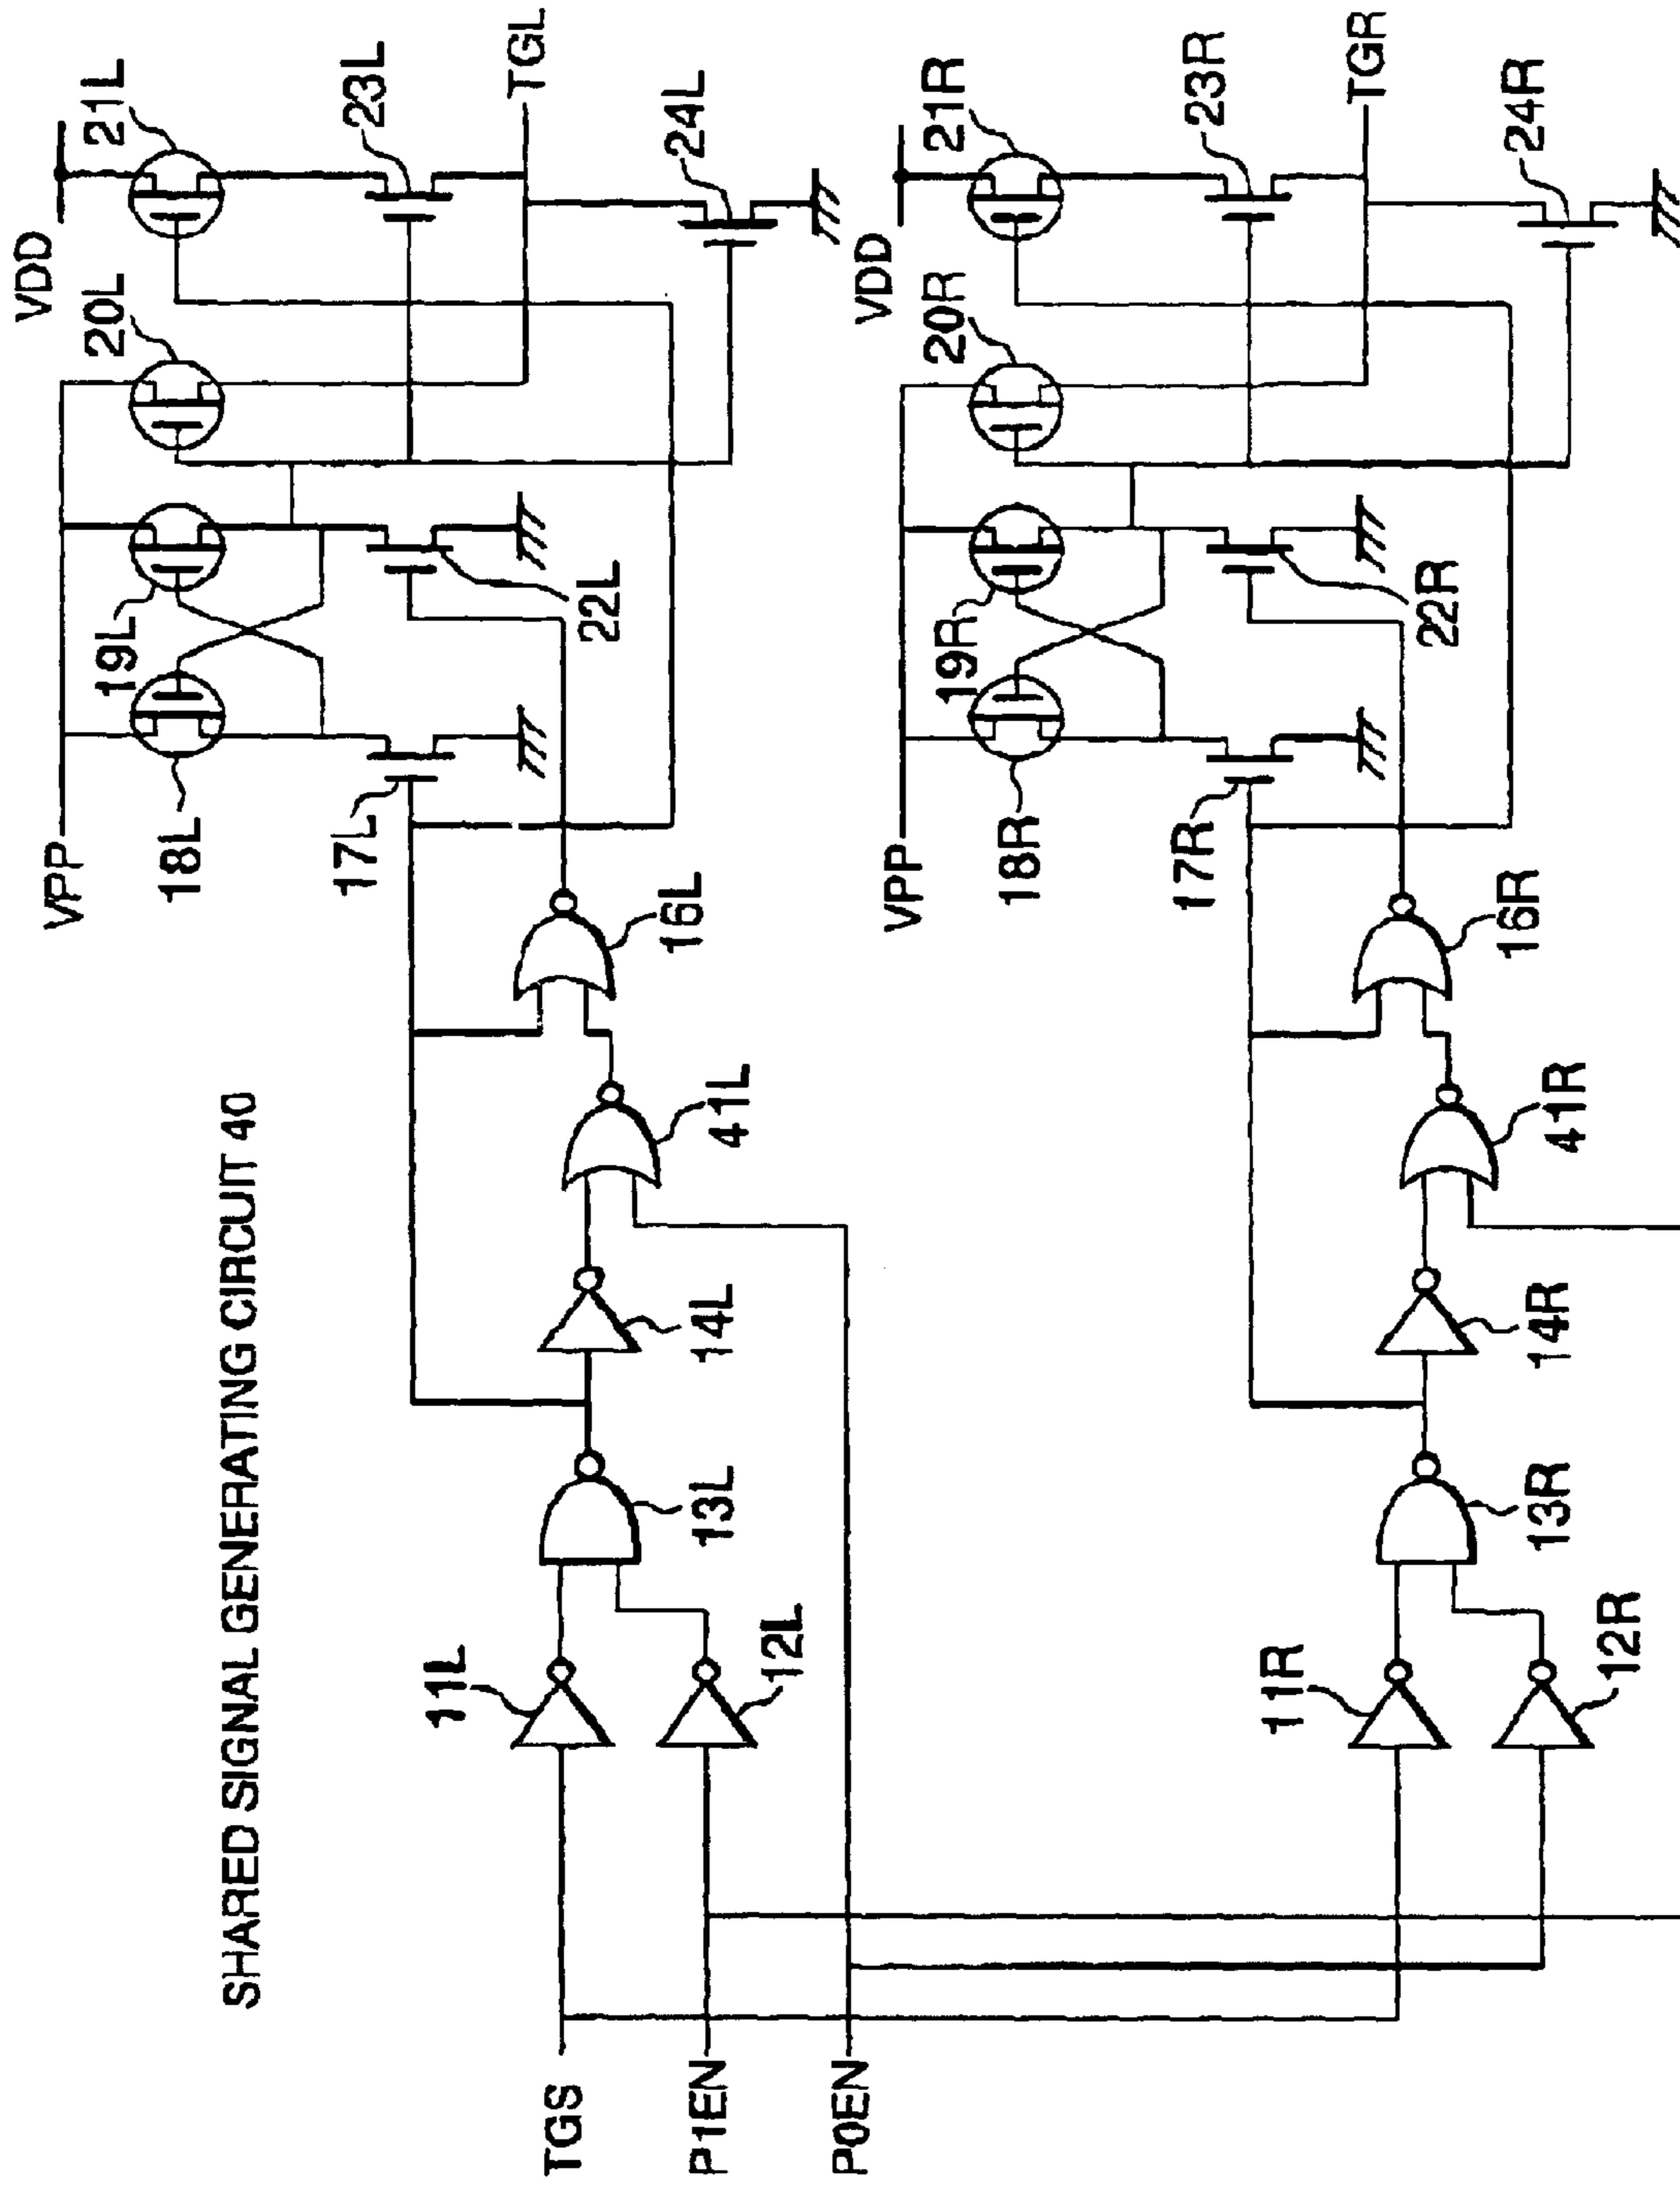 SHARED SIGNAL GENERATING CIRCUIT 40
TGS
P1EN
P0EN
11L
12L
13L
14L
41L
16L
VPP
18L
19L
17L
22L
VDD
20L
21L
23L
TGL
24L
11R
12R
13R
14R
41R
16R
VPP
18R
19R
17R
22R
VDD
20R
21R
23R
TGR
24R